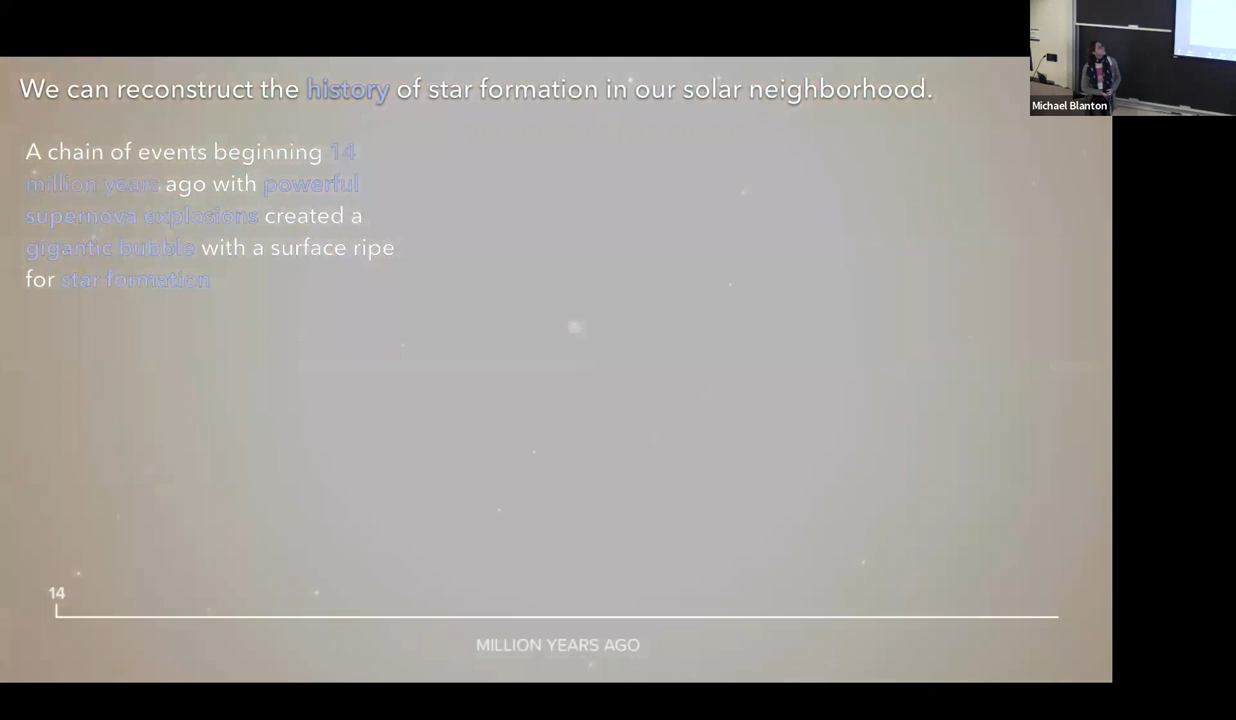 We can reconstruct the history of star formation in our solar neighborhood.
A chain of events beginning 14
million years ago with powerful
supernova explosions created a
gigantic bubble with a surface ripe
for star formation
14
MILLION YEARS AGO
Michael Blanton